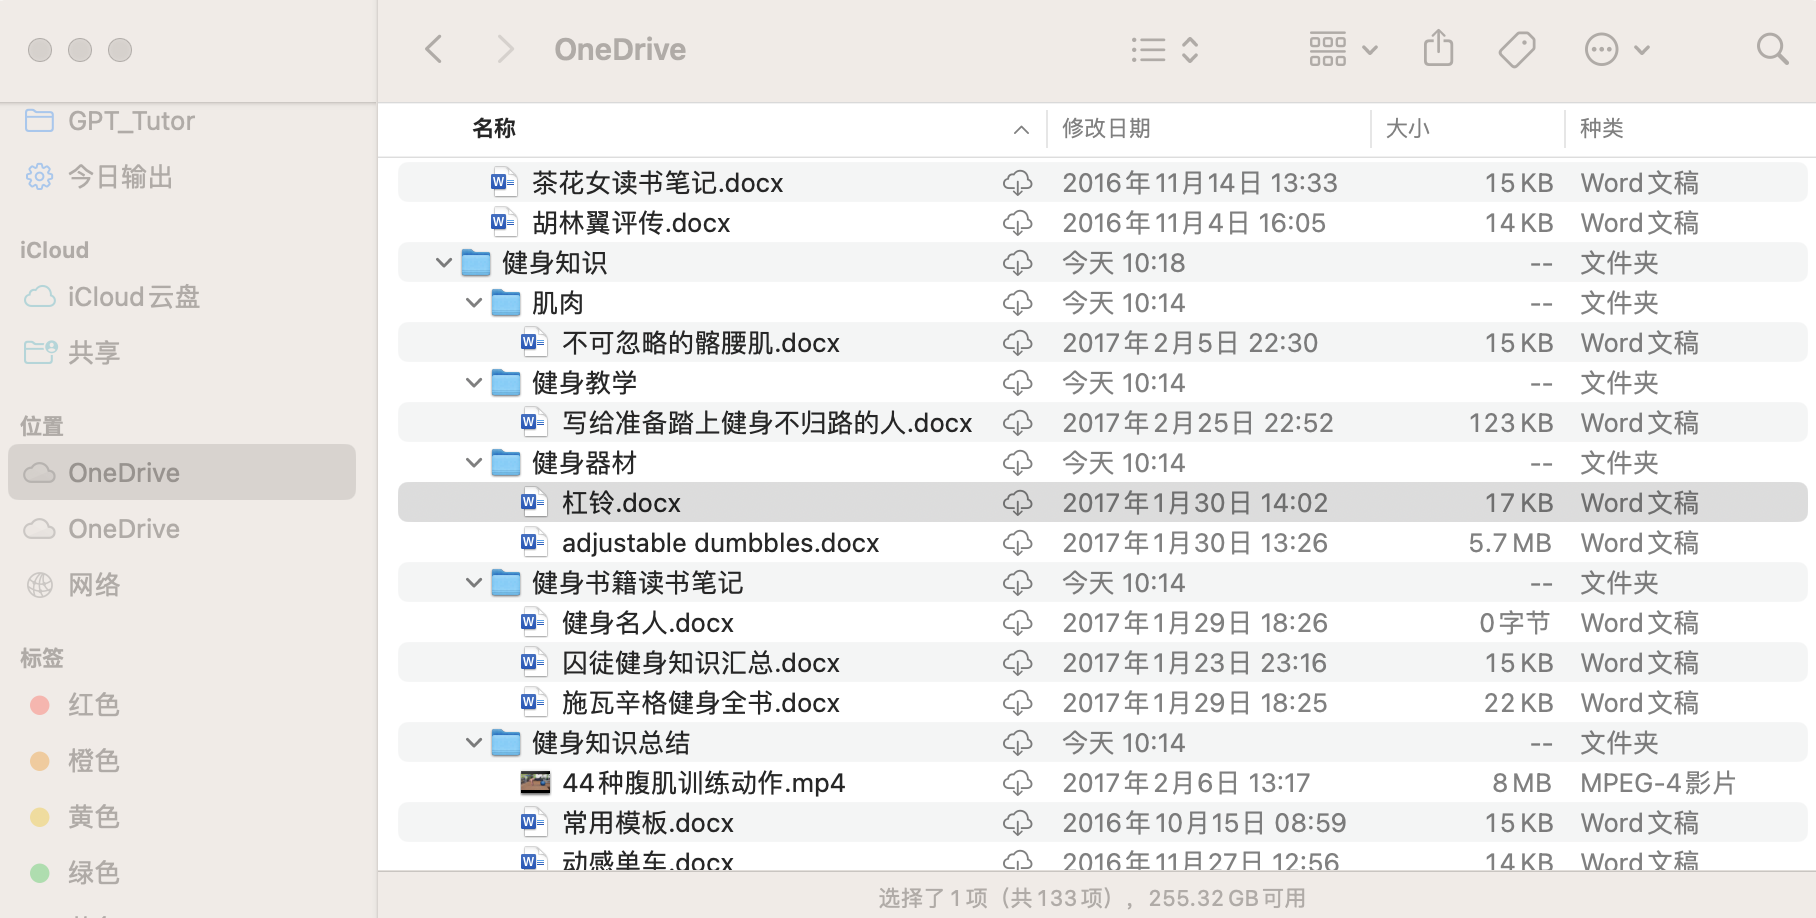 OneDrive
GPT_Tutor
今日输出
iCloud
iCloud云盘
共享
位置
OneDrive
OneDrive
网络
标签
红色
橙色
黄色
绿色
名称 修改日期 大小 种类
茶花女读书笔记.docx 2016年11月14日 13:33 15 KB Word文稿
胡林翼评传.docx 2016年11月4日 16:05 14 KB Word文稿
健身知识 今天 10:18 -- 文件夹
肌肉 今天 10:14 -- 文件夹
不可忽略的髂腰肌.docx 2017年2月5日 22:30 15 KB Word文稿
健身教学 今天 10:14 -- 文件夹
写给准备踏上健身不归路的人.docx 2017年2月25日 22:52 123 KB Word文稿
健身器材 今天 10:14 -- 文件夹
杠铃.docx 2017年1月30日 14:02 17 KB Word文稿
adjustable dumbbles.docx 2017年1月30日 13:26 5.7 MB Word文稿
健身书籍读书笔记 今天 10:14 -- 文件夹
健身名人.docx 2017年1月29日 18:26 0字节 Word文稿
囚徒健身知识汇总.docx 2017年1月23日 23:16 15 KB Word文稿
施瓦辛格健身全书.docx 2017年1月29日 18:25 22 KB Word文稿
健身知识总结 今天 10:14 -- 文件夹
44种腹肌训练动作.mp4 2017年2月6日 13:17 8 MB MPEG-4影片
常用模板.docx 2016年10月15日 08:59 15 KB Word文稿
动感单车.docx 2016年11月27日 12:56 14 KB Word文稿
选择了1项（共133项），255.32 GB可用